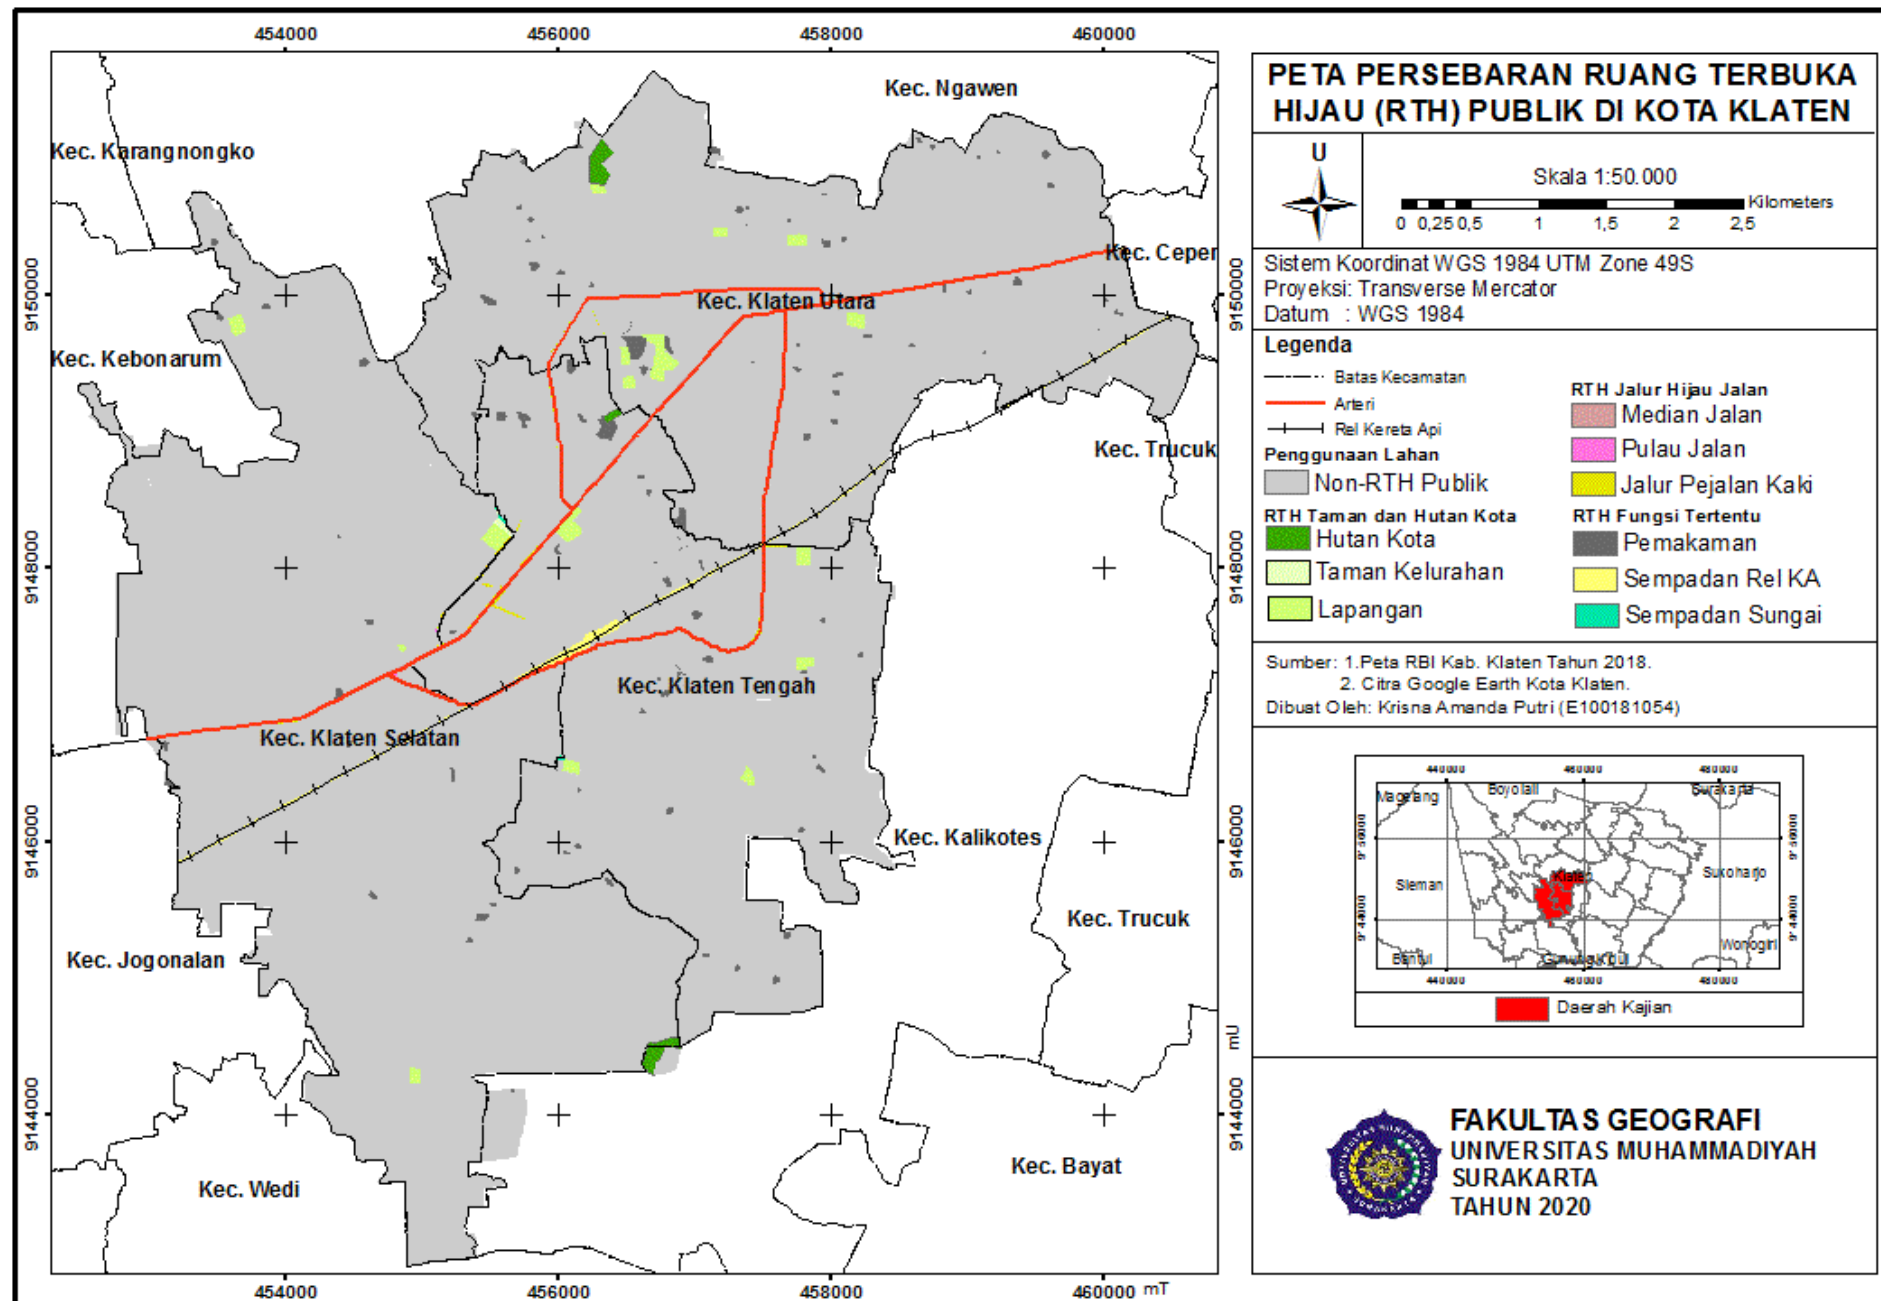 454000 456000 458000 460000
Kec. Ngawen
Kec. Karangnongko
Kec. Ceper
9150000 9150000
Kec. Klaten Utara
Kec. Kebonarum
Kec. Trucuk
9148000 9148000
Kec. Klaten Tengah
Kec. Klaten Selatan
9146000 9146000
Kec. Kalikotes
Kec. Trucuk
Kec. Jogonalan
mU
9144000 9144000
Kec. Bayat
Kec. Wedi
454000 456000 458000 460000 mT
PETA PERSEBARAN RUANG TERBUKA
HIJAU (RTH) PUBLIK DI KOTA KLATEN
U
Skala 1:50.000
Kilometers
0 0,25 0,5 1 1,5 2 2,5
Sistem Koordinat WGS 1984 UTM Zone 49S
Proyeksi: Transverse Mercator
Datum : WGS 1984
Legenda
Batas Kecamatan
Arteri
Rel Kereta Api
Penggunaan Lahan
Non-RTH Publik
RTH Taman dan Hutan Kota
Hutan Kota
Taman Kelurahan
Lapangan
RTH Jalur Hijau Jalan
Median Jalan
Pulau Jalan
Jalur Pejalan Kaki
RTH Fungsi Tertentu
Pemakaman
Sempadan Rel KA
Sempadan Sungai
Sumber: 1.Peta RBI Kab. Klaten Tahun 2018.
2. Citra Google Earth Kota Klaten.
Dibuat Oleh: Krisna Amanda Putri (E100181054)
440000 460000 480000
Magelang Boyolali Surakarta
Klaten
Sleman Sukoharjo
Wonogiri
Bantul
440000 460000 480000
Daerah Kajian
FAKULTAS GEOGRAFI
UNIVERSITAS MUHAMMADIYAH
SURAKARTA
TAHUN 2020